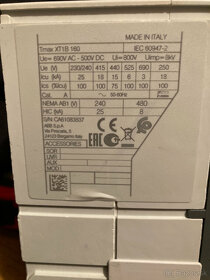 MADE IN ITALY
Tmax XT1B 160 IEC 60947-2
Ue= 690V AC - 500V DC Ui=800V Uimp=8kV
Ue (V) 230/240 415 440 525 690 250
Icu (kA) 25 18 15 6 3 18
Ics (%Icu) 100 100 75 100 100 100
Cat. A ~ 50-60Hz
NEMA AB1 (V) 240 480
HIC (kA) 25 8
S/N: CA61083537
ABB S.p.A
Via Pescaria, 5
24123 Bergamo Italy
CE EAC
ACCESSORIES
SOR
UVR
AUX
MOD